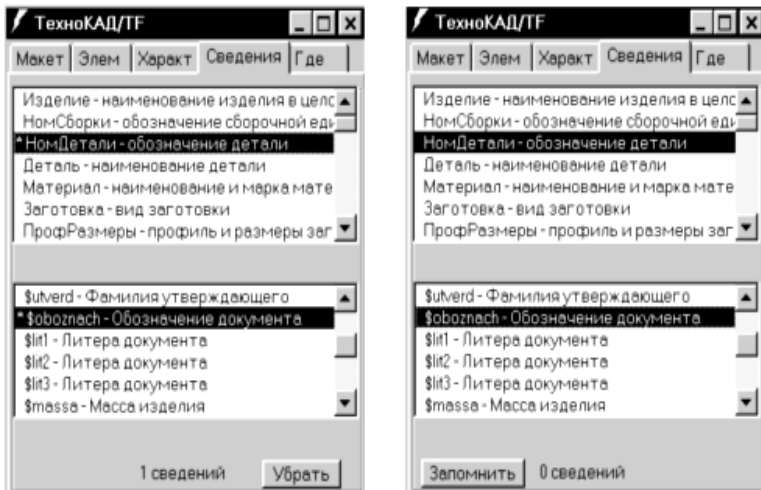 ТехноКАД/TF
Макет Элем Характ Сведения Где
Изделие - наименование изделия в целс
НомСборки - обозначение сборочной еди
* НомДетали - обозначение детали
Деталь - наименование детали
Материал - наименование и марка мате
Заготовка - вид заготовки
ПрофРазмеры - профиль и размеры заг
$utverd - Фамилия утверждающего
* $oboznach - Обозначение документа
$lit1 - Литера документа
$lit2 - Литера документа
$lit3 - Литера документа
$massa - Масса изделия
1 сведений Убрать
ТехноКАД/TF
Макет Элем Характ Сведения Где
Изделие - наименование изделия в целс
НомСборки - обозначение сборочной еди
НомДетали - обозначение детали
Деталь - наименование детали
Материал - наименование и марка мате
Заготовка - вид заготовки
ПрофРазмеры - профиль и размеры заг
$utverd - Фамилия утверждающего
$oboznach - Обозначение документа
$lit1 - Литера документа
$lit2 - Литера документа
$lit3 - Литера документа
$massa - Масса изделия
Запомнить 0 сведений